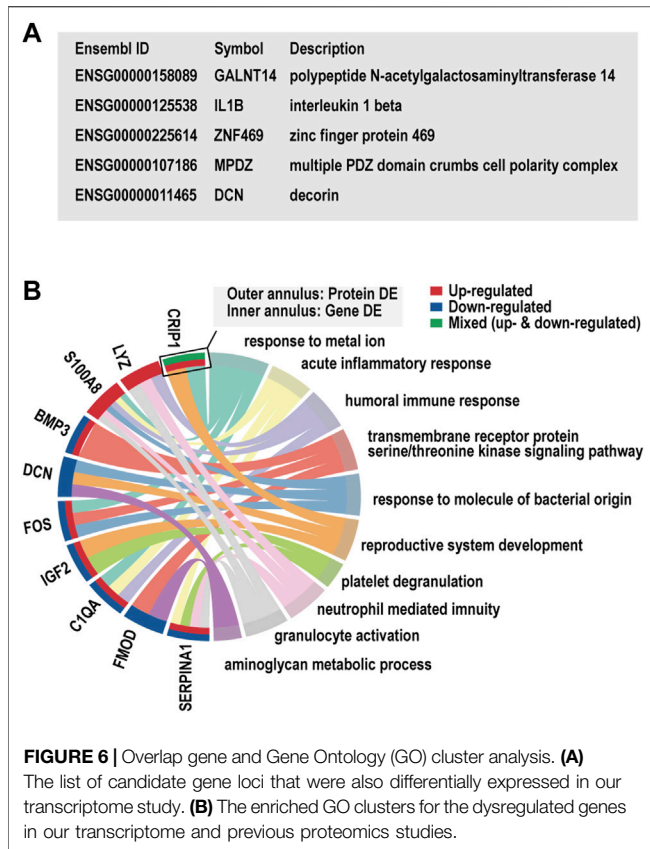 A
Ensembl ID Symbol Description
ENSG00000158089 GALNT14 polypeptide N-acetylgalactosaminyltransferase 14
ENSG00000125538 IL1B interleukin 1 beta
ENSG00000225614 ZNF469 zinc finger protein 469
ENSG00000107186 MPDZ multiple PDZ domain crumbs cell polarity complex
ENSG00000011465 DCN decorin
B
Outer annulus: Protein DE
Inner annulus: Gene DE
Up-regulated
Down-regulated
Mixed (up- & down-regulated)
CRIP1
LYZ
S100A8
BMP3
DCN
FOS
IGF2
C1QA
FMOD
SERPINA1
response to metal ion
acute inflammatory response
humoral immune response
transmembrane receptor protein
serine/threonine kinase signaling pathway
response to molecule of bacterial origin
reproductive system development
platelet degranulation
neutrophil mediated imnuity
granulocyte activation
aminoglycan metabolic process
FIGURE 6 | Overlap gene and Gene Ontology (GO) cluster analysis. (A)
The list of candidate gene loci that were also differentially expressed in our
transcriptome study. (B) The enriched GO clusters for the dysregulated genes
in our transcriptome and previous proteomics studies.